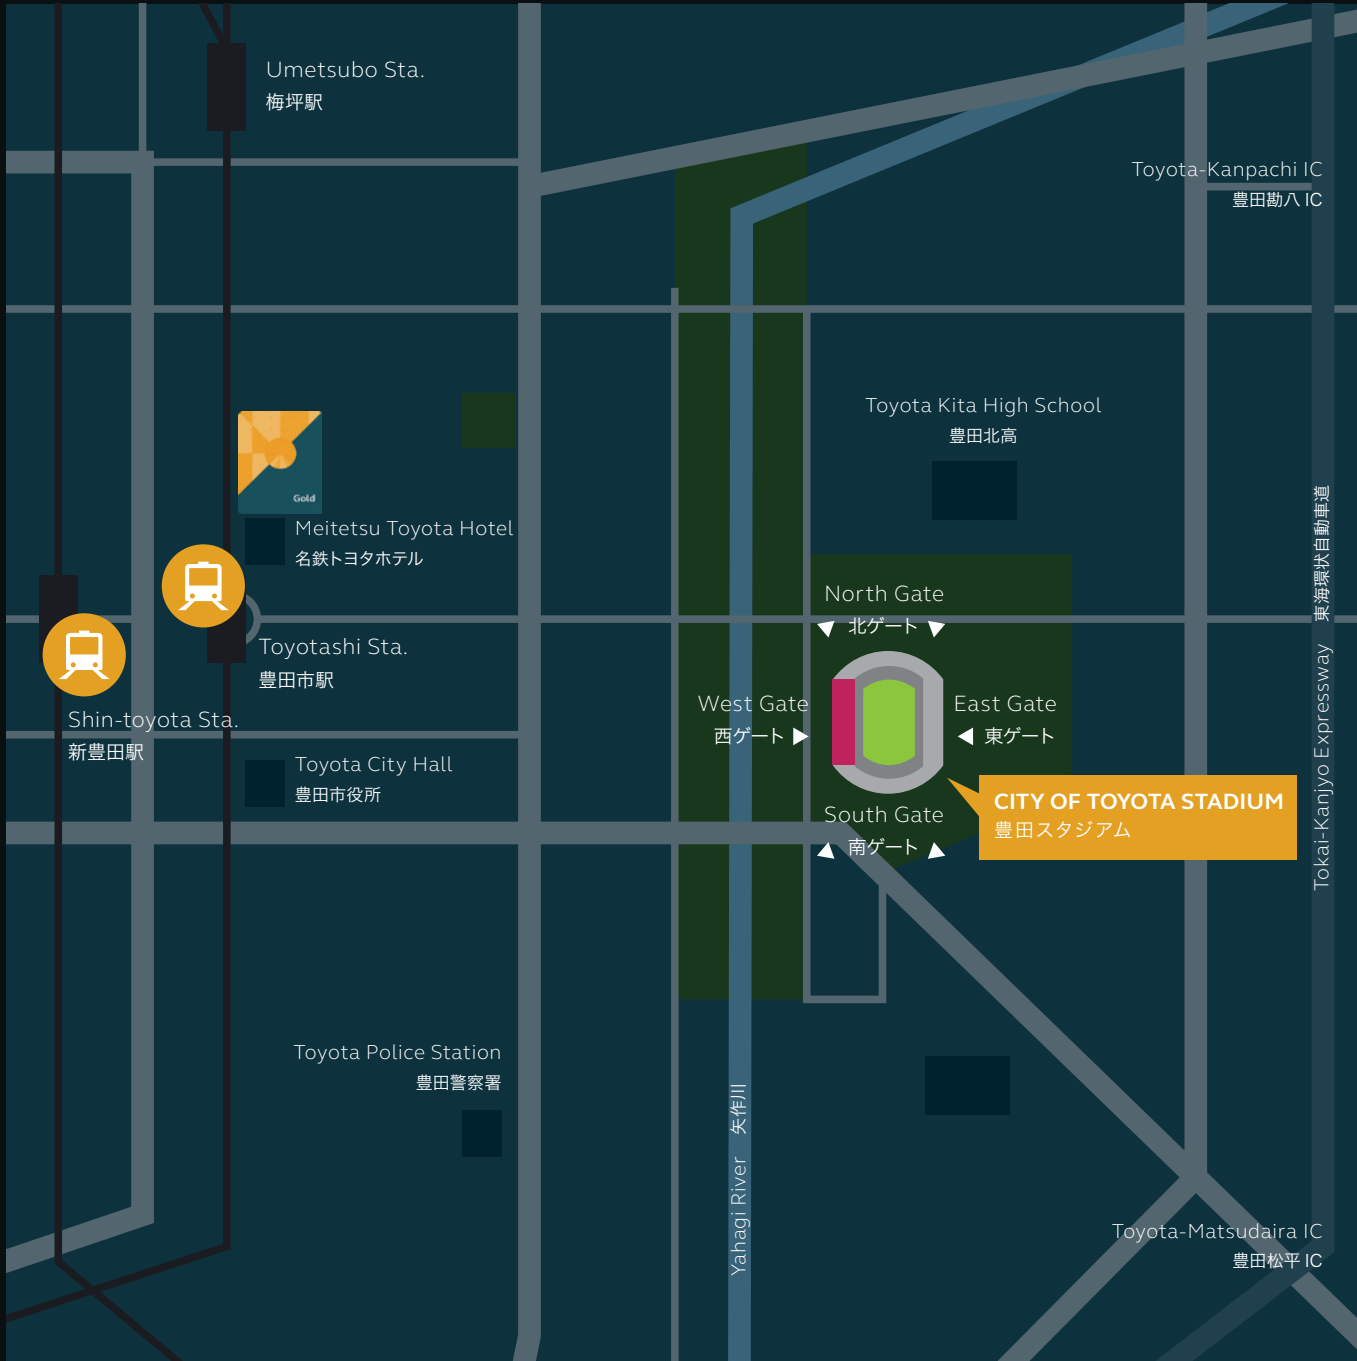 Umetsubo Sta.
梅坪駅
Toyota-Kanpachi IC
豊田勘八 IC
Toyota Kita High School
豊田北高
Gold
Meitetsu Toyota Hotel
名鉄トヨタホテル
東海環状自動車道
North Gate
北ゲート
Toyotashi Sta.
豊田市駅
Tokai-Kanjyo Expressway
Shin-toyota Sta.
新豊田駅
West Gate
西ゲート
East Gate
東ゲート
Toyota City Hall
豊田市役所
CITY OF TOYOTA STADIUM
豊田スタジアム
South Gate
南ゲート
Toyota Police Station
豊田警察署
Yahagi River 矢作川
Toyota-Matsudaira IC
豊田松平 IC